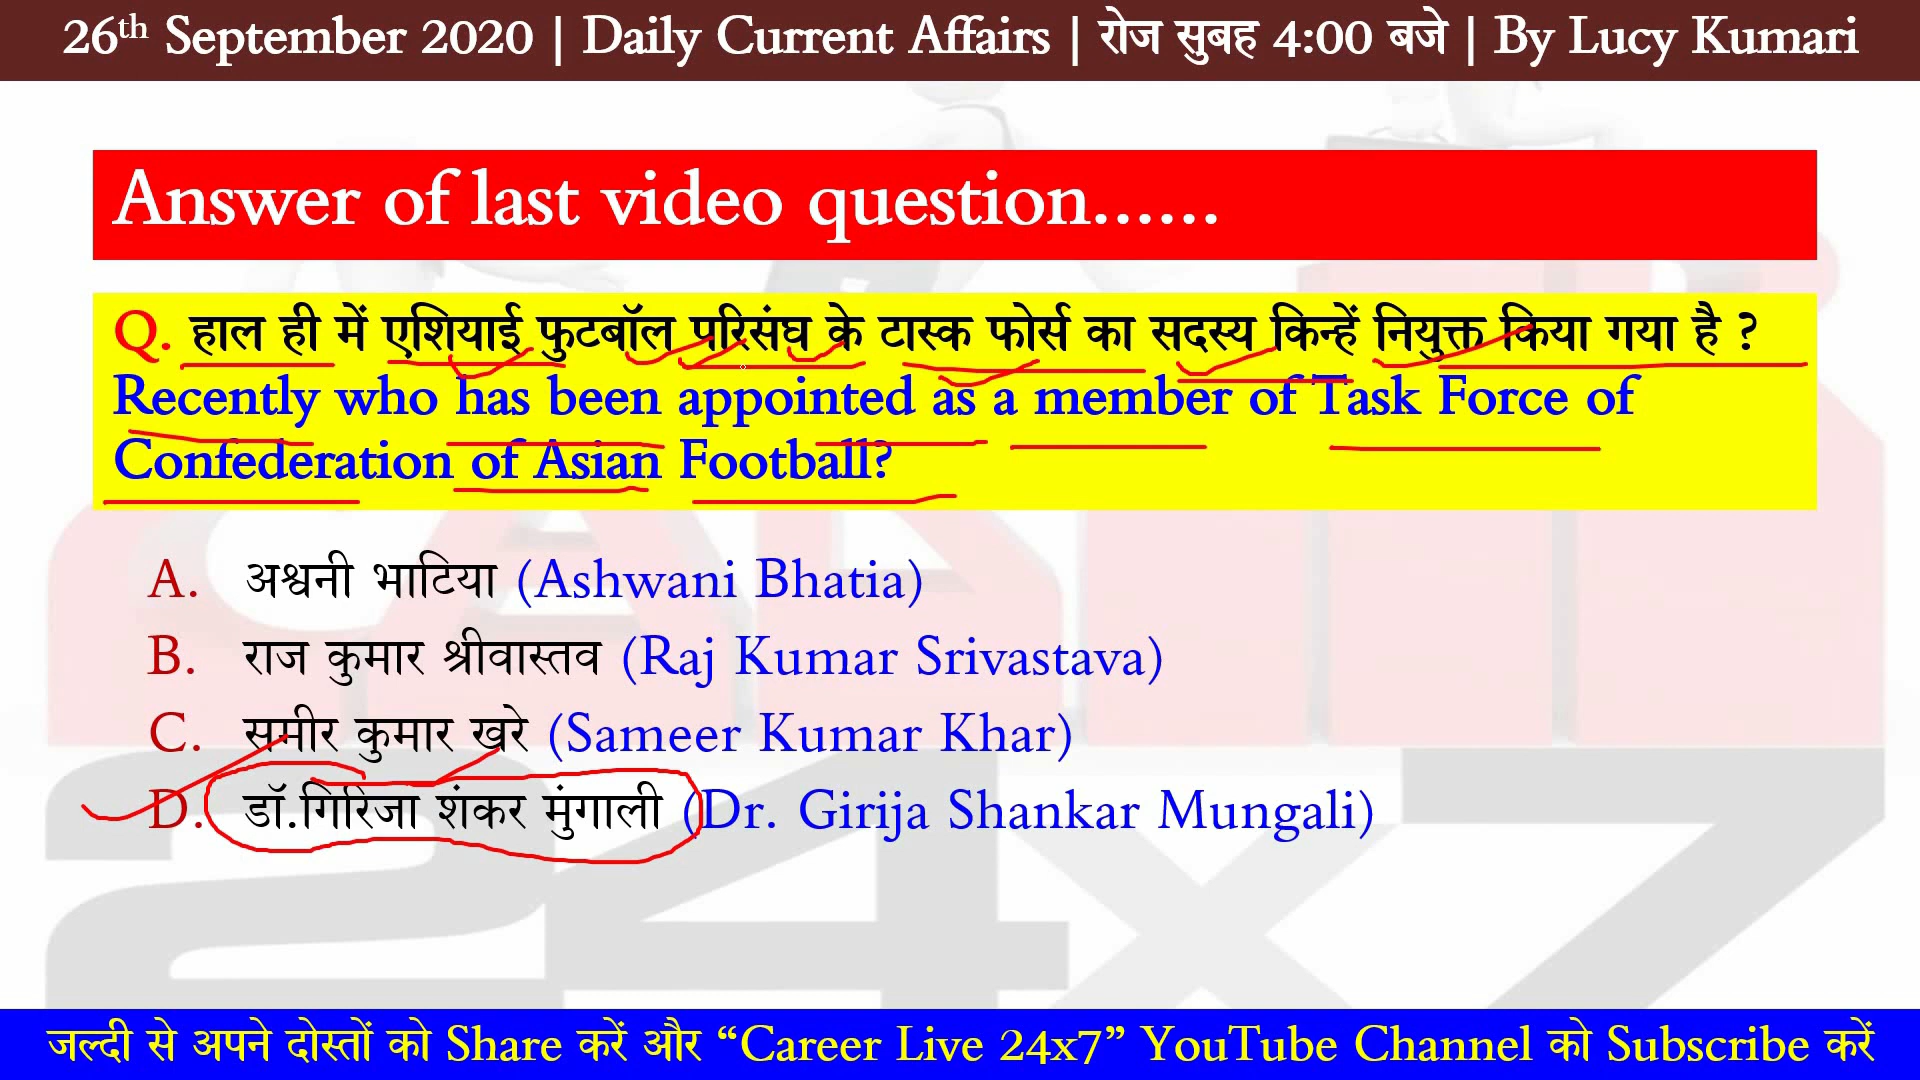 26th September 2020 | Daily Current Affairs | रोज सुबह 4:00 बजे | By Lucy Kumari
Answer of last video question......
Q. हाल ही में एशियाई फुटबॉल परिसंघ के टास्क फोर्स का सदस्य किन्हें नियुक्त किया गया है ?
Recently who has been appointed as a member of Task Force of
Confederation of Asian Football?
A. अश्वनी भाटिया (Ashwani Bhatia)
B. राज कुमार श्रीवास्तव (Raj Kumar Srivastava)
C. समीर कुमार खरे (Sameer Kumar Khar)
D. डॉ.गिरिजा शंकर मुंगाली (Dr. Girija Shankar Mungali)
24x7
जल्दी से अपने दोस्तों को Share करें और “Career Live 24x7” YouTube Channel को Subscribe करें